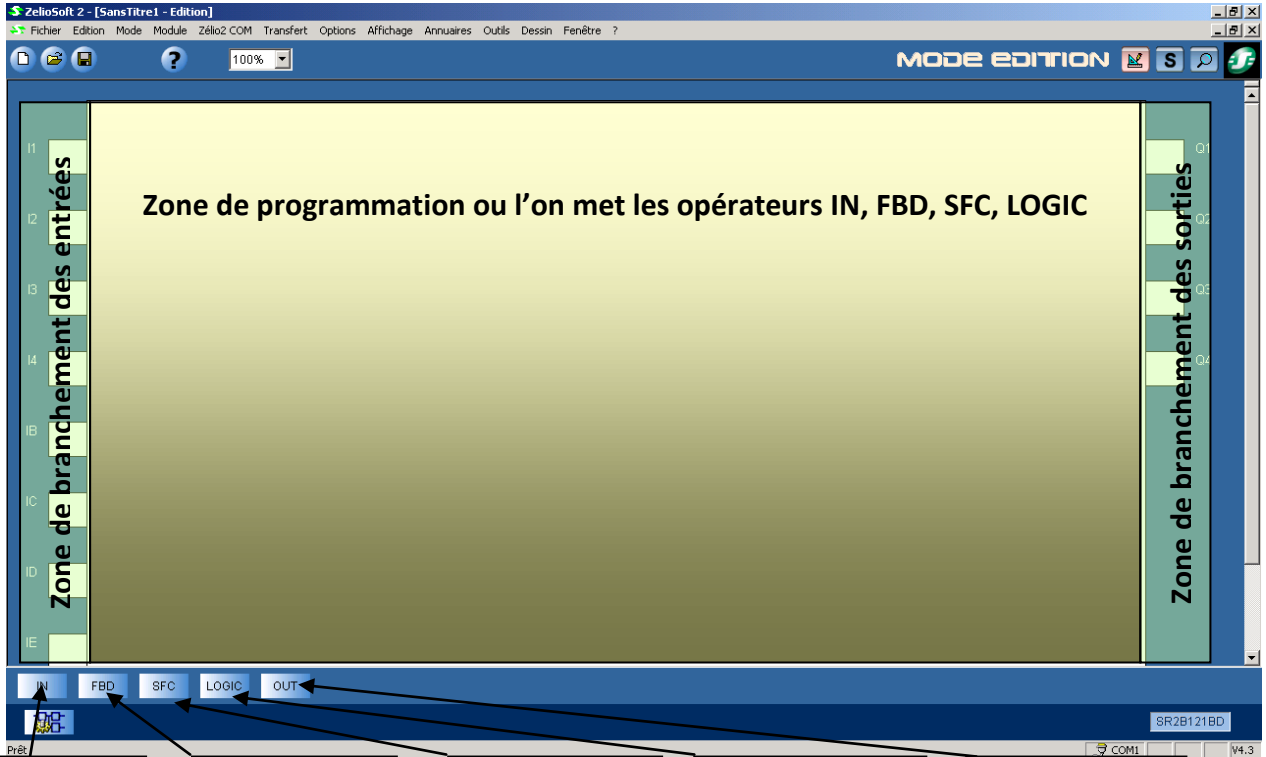 ZelioSoft 2 - [SansTitre1 - Edition]
Fichier Edition Mode Module Zélio2 COM Transfert Options Affichage Annuaires Outils Dessin Fenêtre ?
? 100% MODE EDITION S
I1
I2
I3
I4
IB
IC
ID
IE
Zone de branchement des entrées
Zone de programmation ou l’on met les opérateurs IN, FBD, SFC, LOGIC
Zone de branchement des sorties
Q1
Q2
Q3
Q4
IN FBD SFC LOGIC OUT
SR2B121BD
Prêt COM1 V4.3